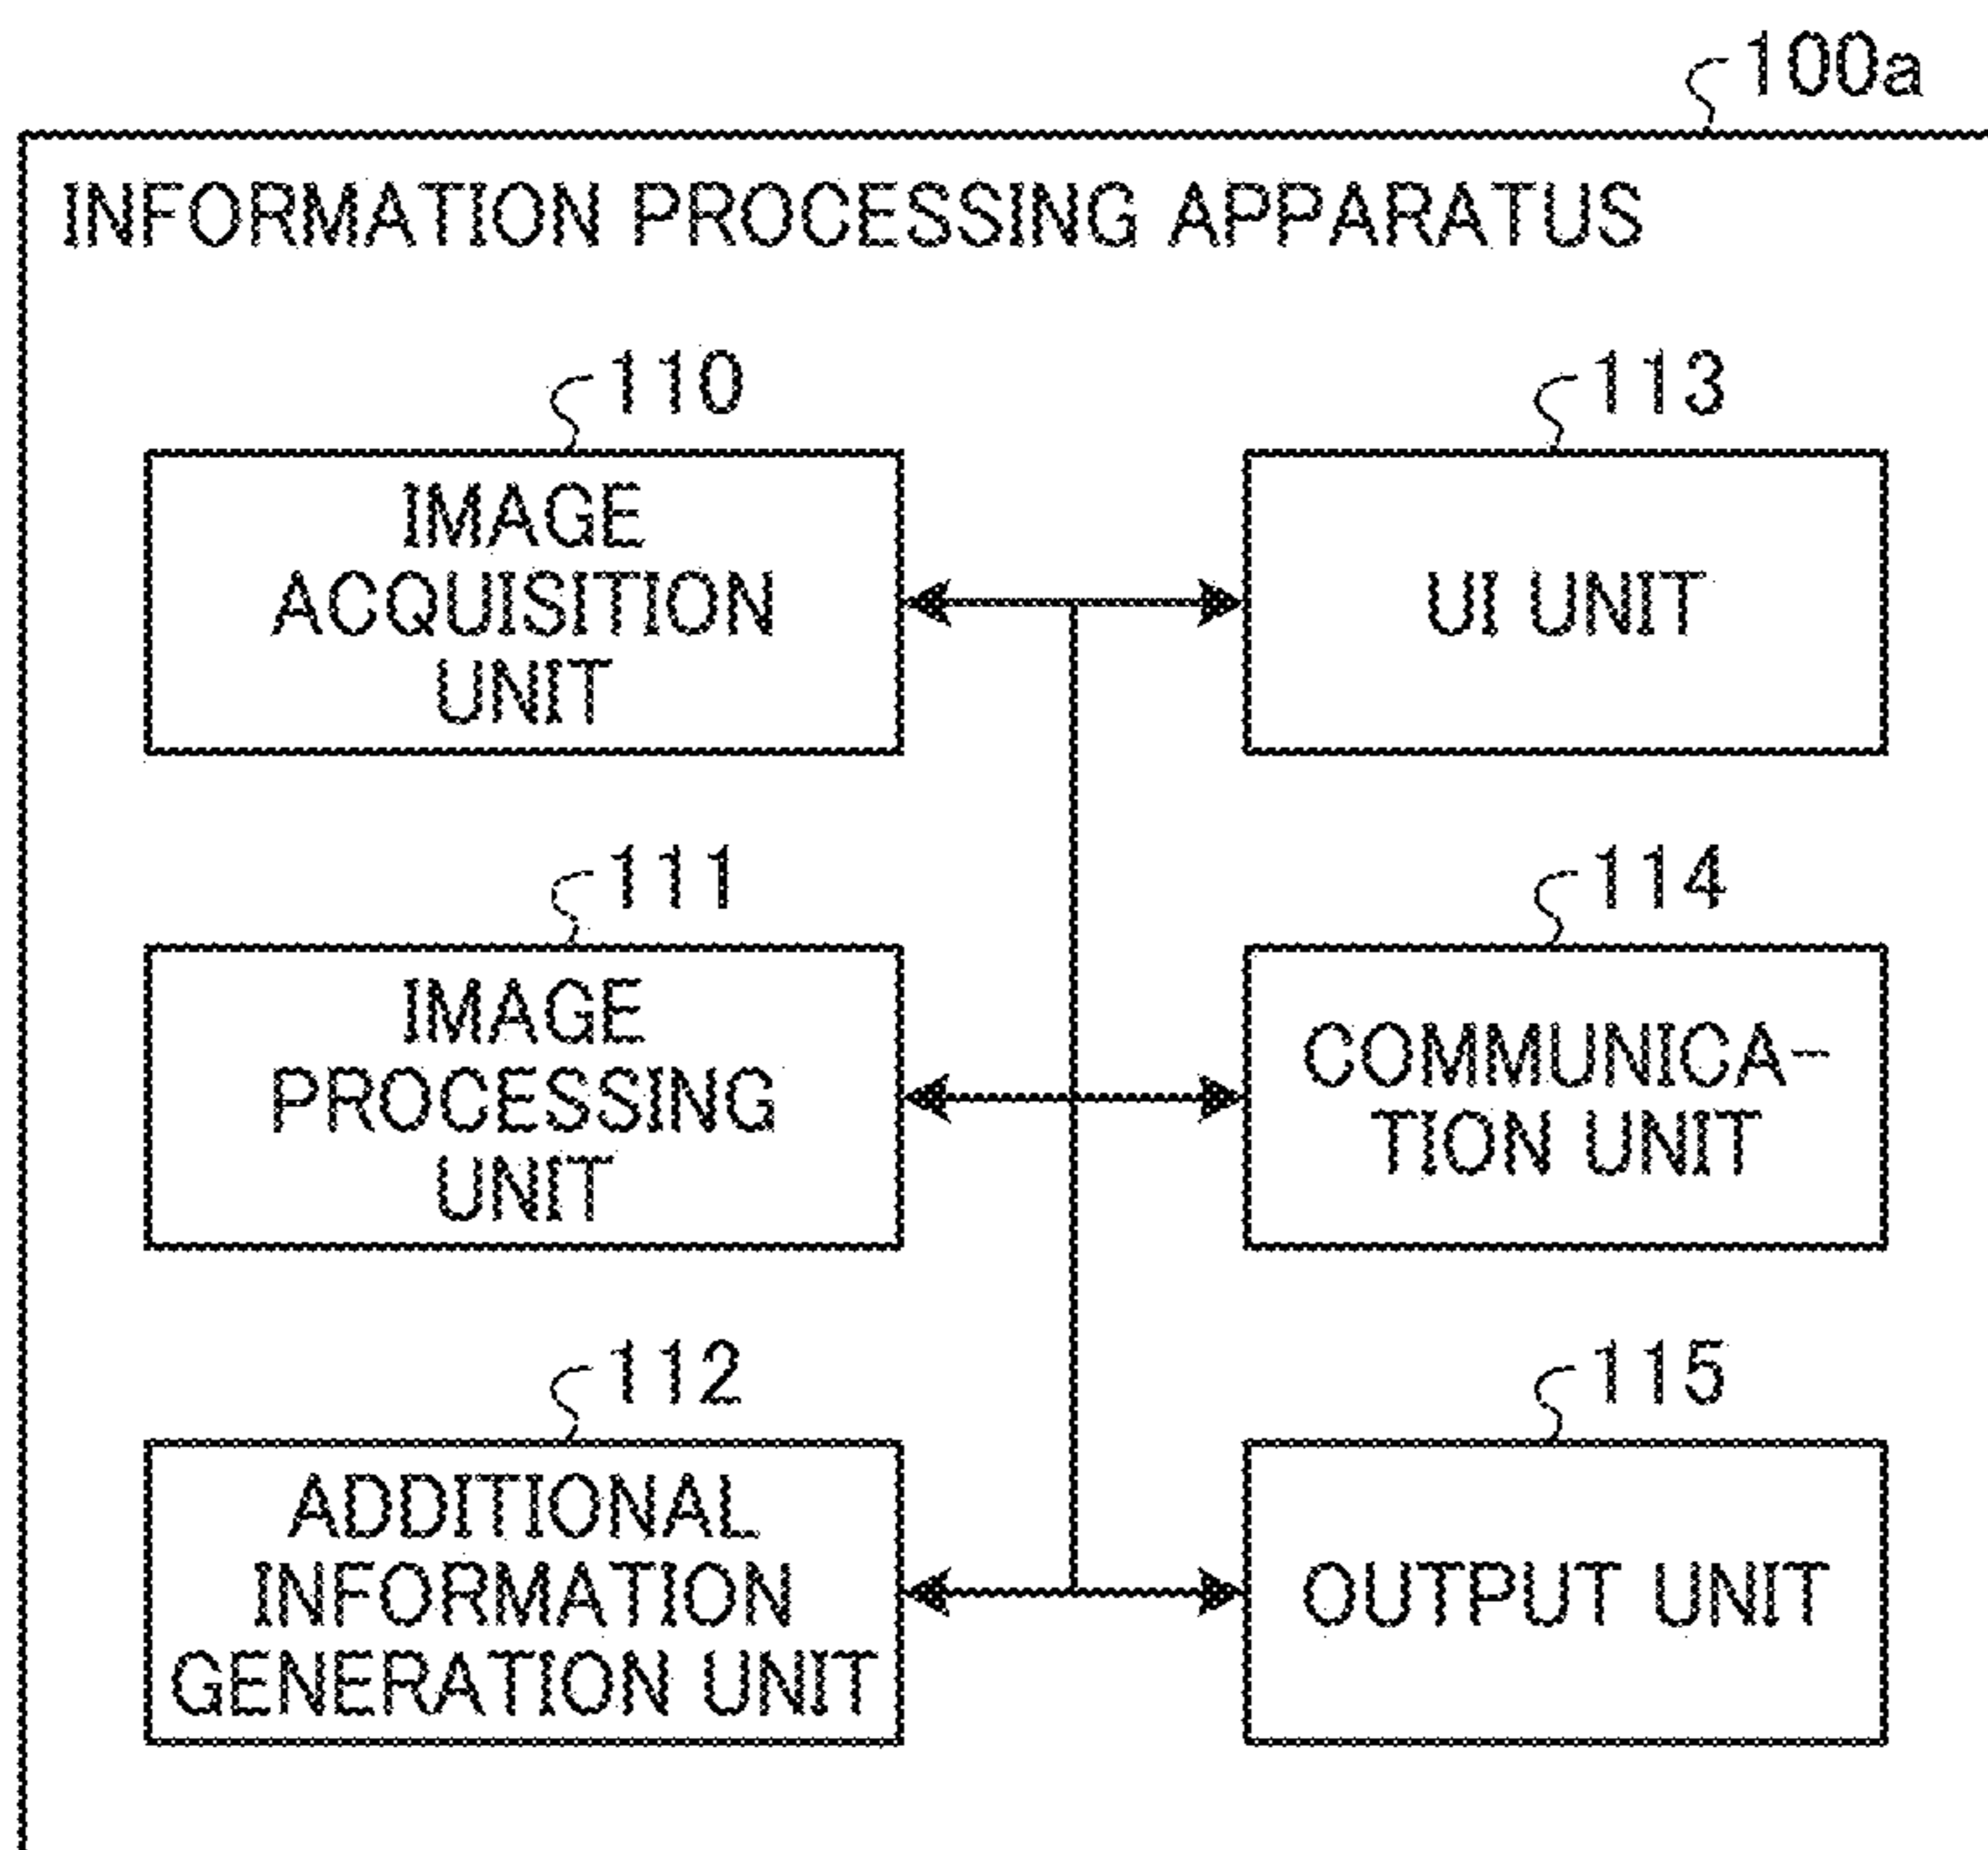 100a
INFORMATION PROCESSING APPARATUS
110
IMAGE
ACQUISITION
UNIT
113
UI UNIT
111
IMAGE
PROCESSING
UNIT
114
COMMUNICA-
TION UNIT
112
ADDITIONAL
INFORMATION
GENERATION UNIT
115
OUTPUT UNIT